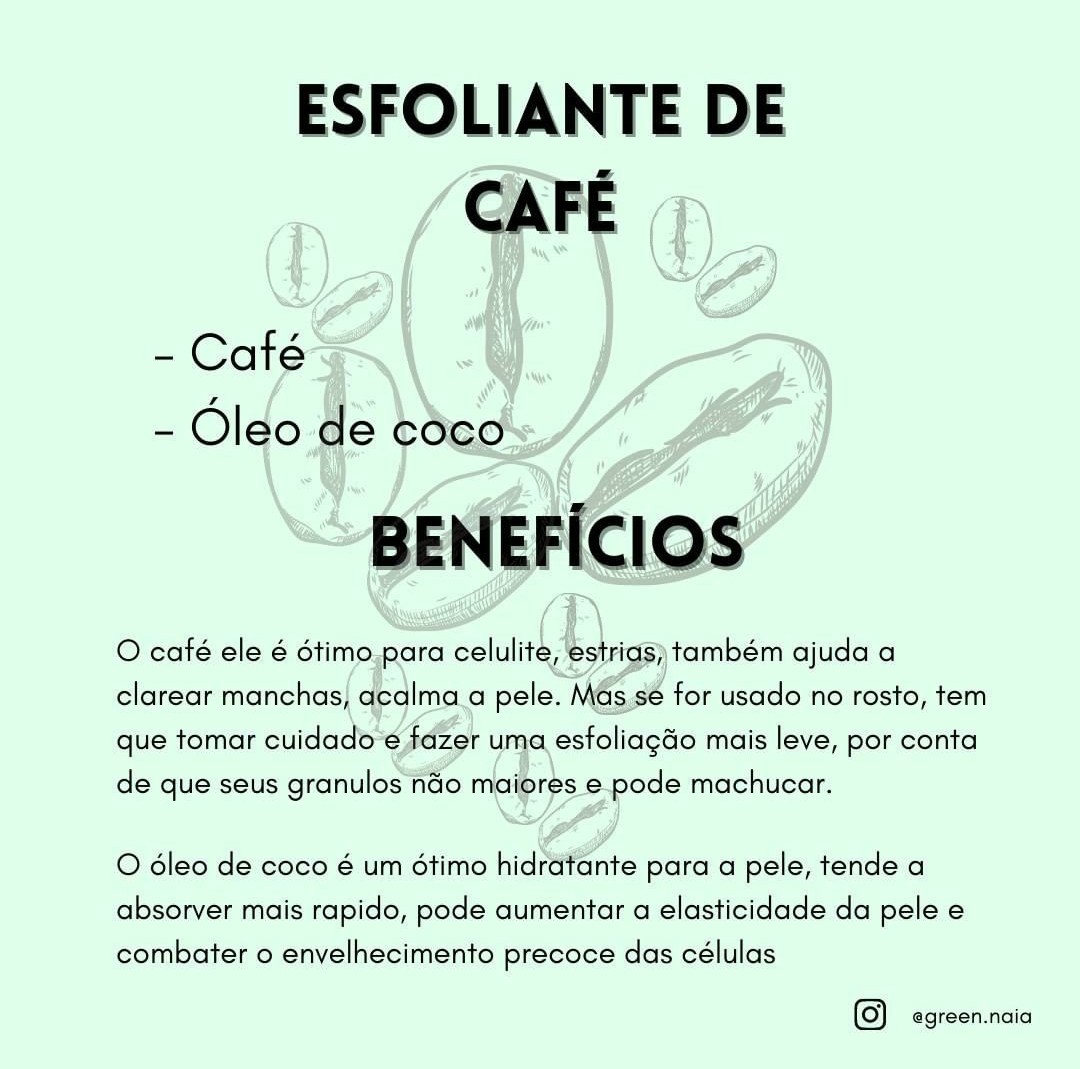 ESFOLIANTE DE
CAFÉ
- Café
- Óleo de coco
BENEFÍCIOS
O café ele é ótimo para celulite, estrias, também ajuda a
clarear manchas, acalma a pele. Mas se for usado no rosto, tem
que tomar cuidado e fazer uma esfoliação mais leve, por conta
de que seus granulos não maiores e pode machucar.
O óleo de coco é um ótimo hidratante para a pele, tende a
absorver mais rapido, pode aumentar a elasticidade da pele e
combater o envelhecimento precoce das células
@green.naia